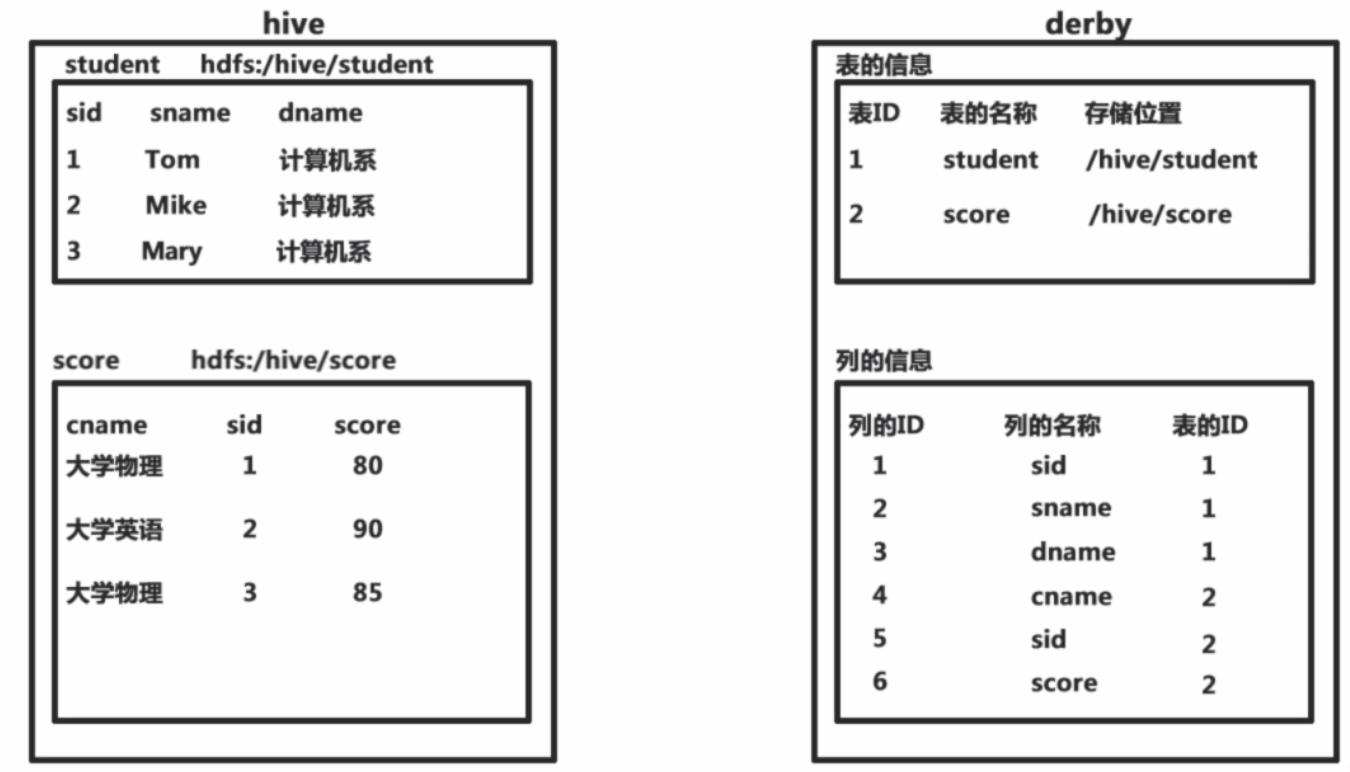 hive
student hdfs:/hive/student
sid sname dname
1 Tom 计算机系
2 Mike 计算机系
3 Mary 计算机系
score hdfs:/hive/score
cname sid score
大学物理 1 80
大学英语 2 90
大学物理 3 85
derby
表的信息
表ID 表的名称 存储位置
1 student /hive/student
2 score /hive/score
列的信息
列的ID 列的名称 表的ID
1 sid 1
2 sname 1
3 dname 1
4 cname 2
5 sid 2
6 score 2